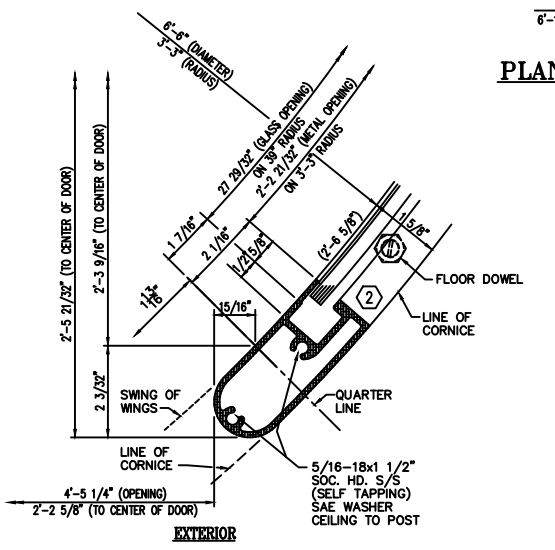 6'-6" (DIAMETER)
3'-3" (RADIUS)
6'-
PLAN
27 29/32" (GLASS OPENING)
ON 39" RADIUS
2'-2 21/32" (METAL OPENING)
ON 3'-3" RADIUS
2'-5 21/32" (TO CENTER OF DOOR)
2'-3 9/16" (TO CENTER OF DOOR)
1 7/16"
2 1/16"
1/2"
5/8"
(2'-6 5/8")
1 5/8"
FLOOR DOWEL
2
LINE OF
CORNICE
1 13/16"
15/16"
2 3/32"
SWING OF
WINGS
QUARTER
LINE
LINE OF
CORNICE
5/16-18x1 1/2"
SOC. HD. S/S
(SELF TAPPING)
SAE WASHER
CEILING TO POST
4'-5 1/4" (OPENING)
2'-2 5/8" (TO CENTER OF DOOR)
EXTERIOR